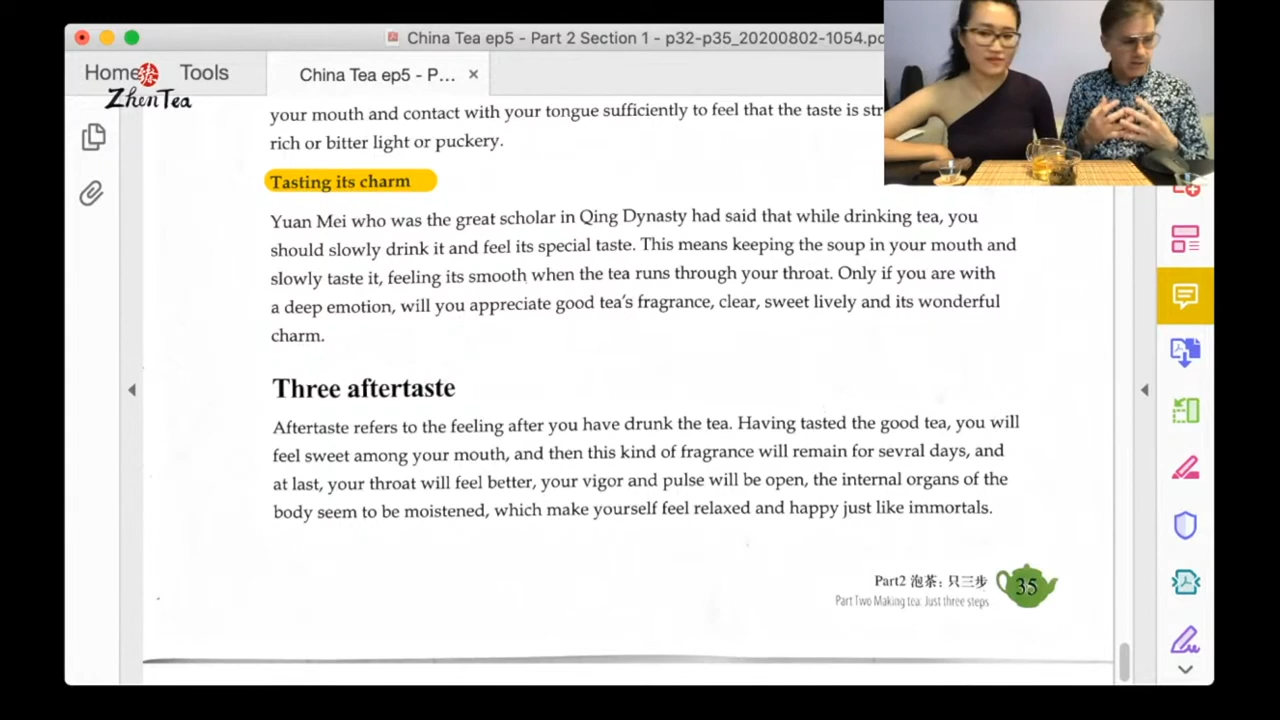 China Tea ep5 - Part 2 Section 1 - p32-p35_20200802-1054.pd
Home
Tools
China Tea ep5 - P... ×
臻
ZhenTea
your mouth and contact with your tongue sufficiently to feel that the taste is
rich or bitter light or puckery.
Tasting its charm
Yuan Mei who was the great scholar in Qing Dynasty had said that while drinking tea, you
should slowly drink it and feel its special taste. This means keeping the soup in your mouth and
slowly taste it, feeling its smooth when the tea runs through your throat. Only if you are with
a deep emotion, will you appreciate good tea's fragrance, clear, sweet lively and its wonderful
charm.
Three aftertaste
Aftertaste refers to the feeling after you have drunk the tea. Having tasted the good tea, you will
feel sweet among your mouth, and then this kind of fragrance will remain for sevral days, and
at last, your throat will feel better, your vigor and pulse will be open, the internal organs of the
body seem to be moistened, which make yourself feel relaxed and happy just like immortals.
Part2 泡茶：只三步
Part Two Making tea: Just three steps
35